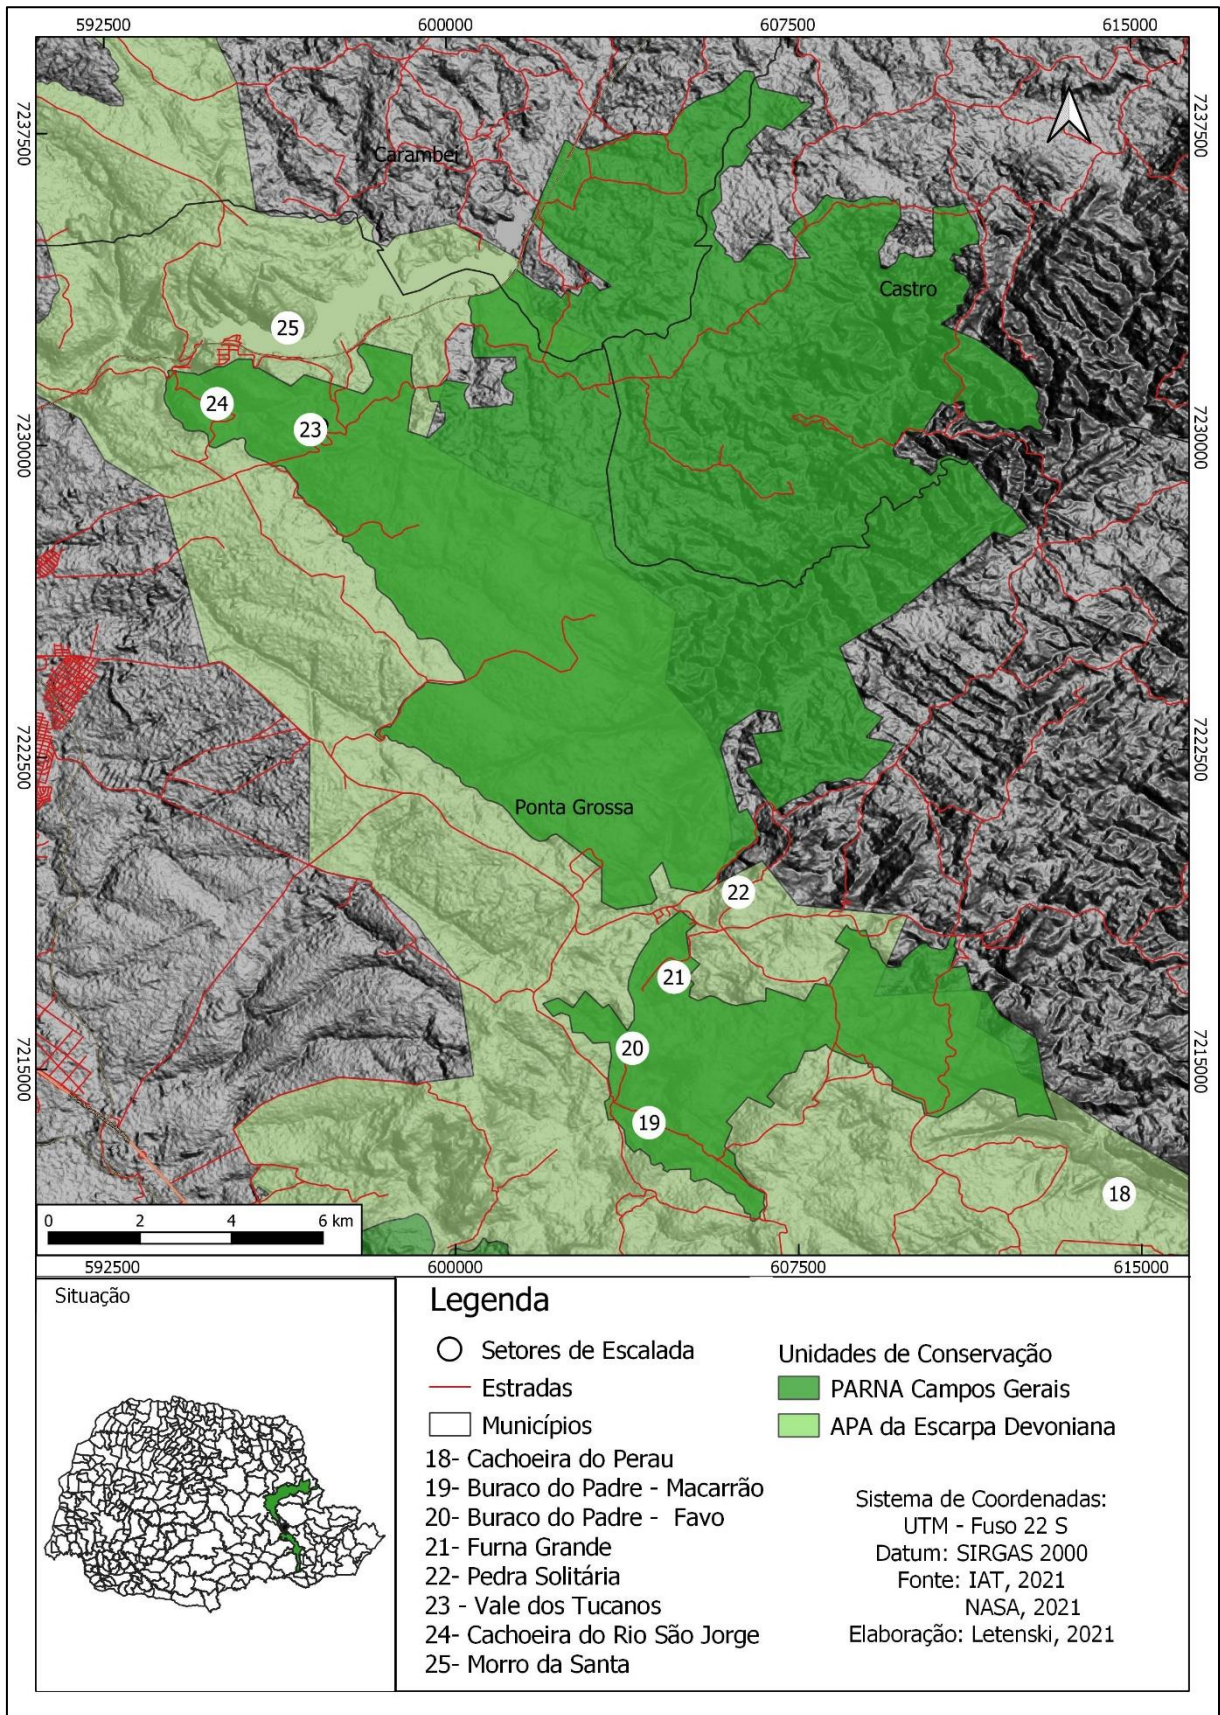 592500 600000 607500 615000
7237500 7237500
Carambeí
Castro
25
24
23
7230000 7230000
7222500 7222500
Ponta Grossa
22
21
20
7215000 7215000
19
18
0 2 4 6 km
592500 600000 607500 615000
Situação
Legenda
Setores de Escalada
Estradas
Municípios
Unidades de Conservação
PARNA Campos Gerais
APA da Escarpa Devoniana
18- Cachoeira do Perau
19- Buraco do Padre - Macarrão
20- Buraco do Padre - Favo
21- Furna Grande
22- Pedra Solitária
23 - Vale dos Tucanos
24- Cachoeira do Rio São Jorge
25- Morro da Santa
Sistema de Coordenadas:
UTM - Fuso 22 S
Datum: SIRGAS 2000
Fonte: IAT, 2021
NASA, 2021
Elaboração: Letenski, 2021